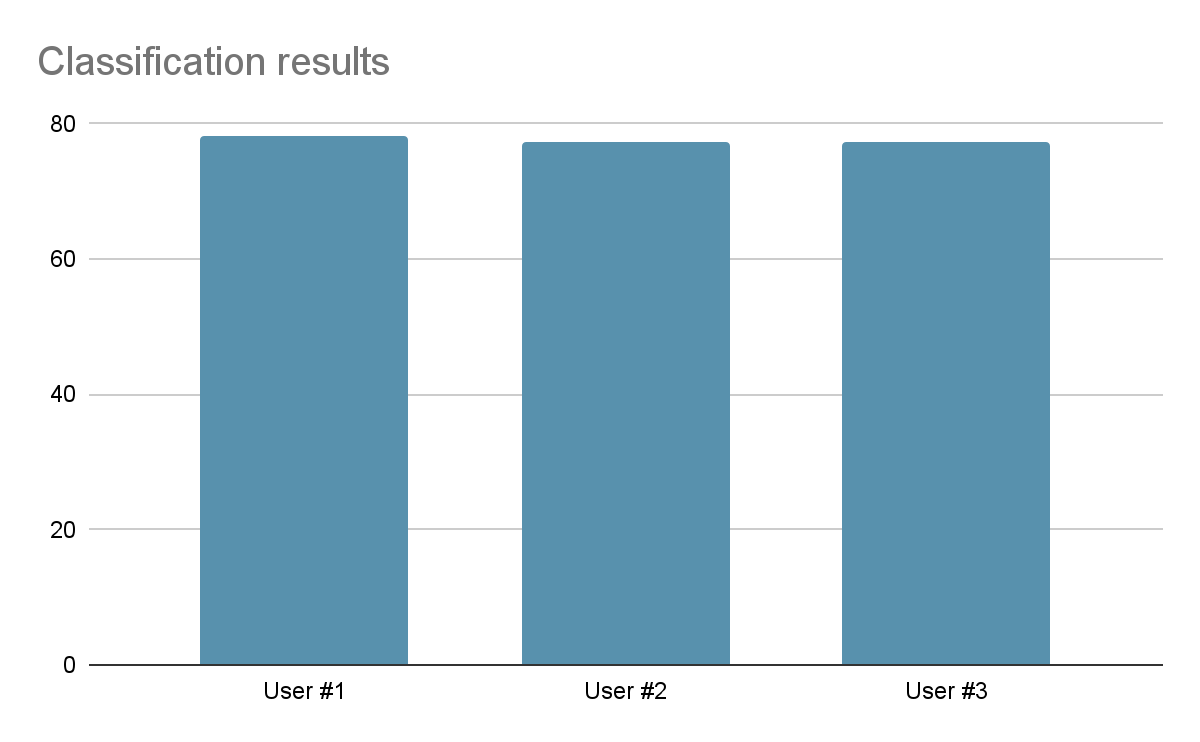 Classification results
80
60
40
20
0
User #1 User #2 User #3